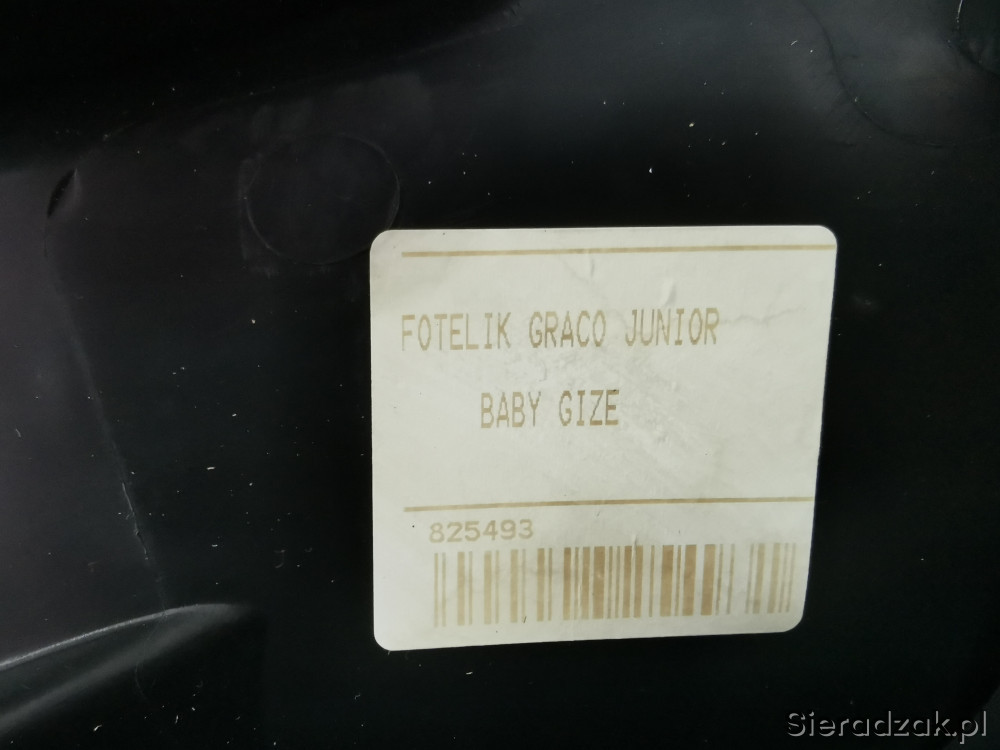 FOTELIK GRACO JUNIOR
BABY GIZE
825493
Sieradzak.pl